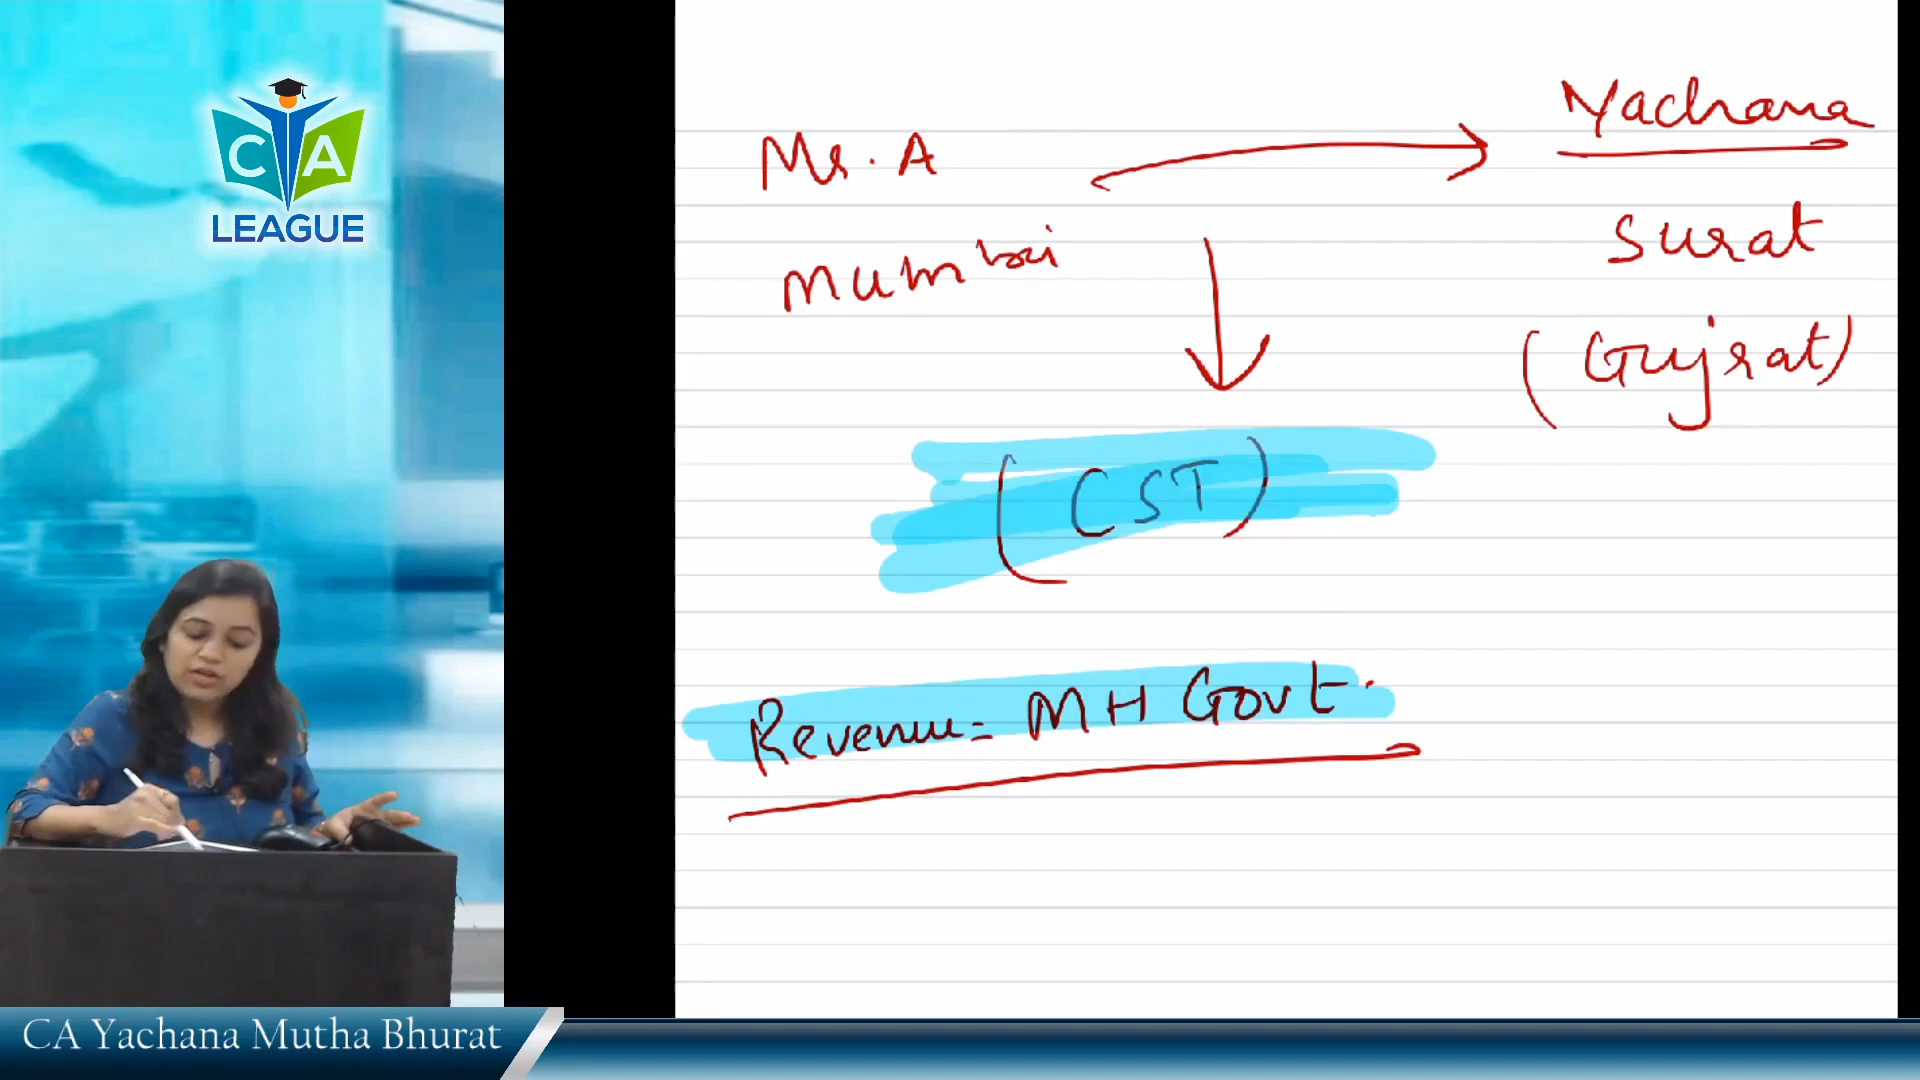 CA
LEAGUE
Mr. A
Yachana
Mumbai
Surat
(Gujrat)
(CST)
Revenue = MH Govt.
CA Yachana Mutha Bhurat